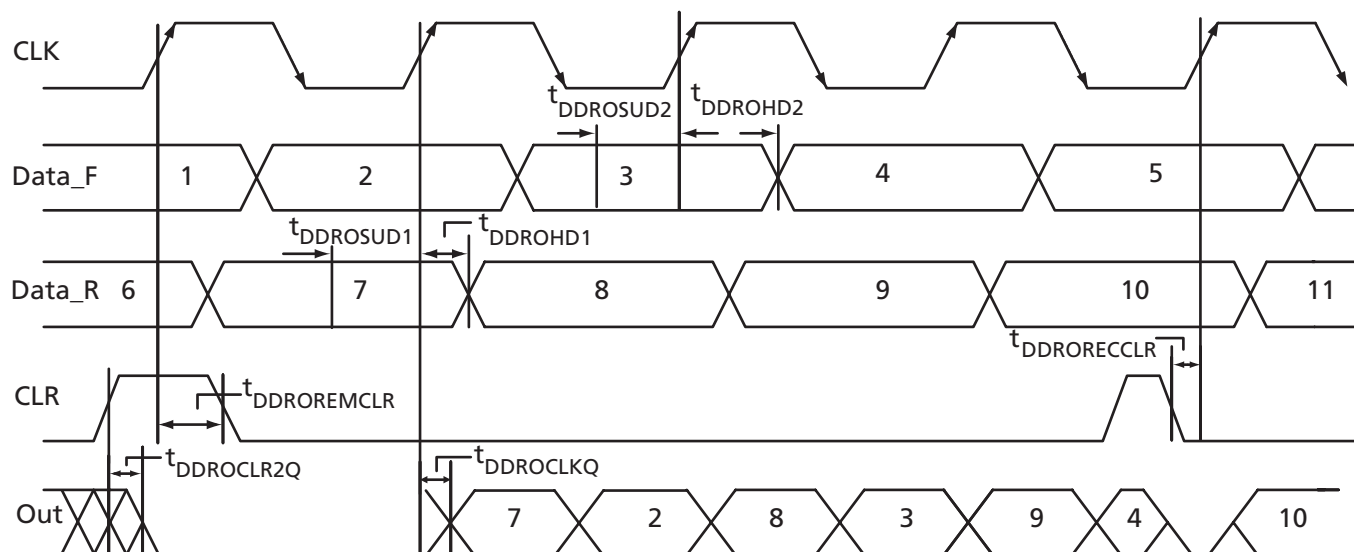 CLK
tDDROSUD2 tDDROHD2
Data_F 1 2 3 4 5
tDDROSUD1 tDDROHD1
Data_R 6 7 8 9 10 11
tDDRORECCLR
CLR tDDROREMCLR
tDDROCLR2Q tDDROCLKQ
Out 7 2 8 3 9 4 10